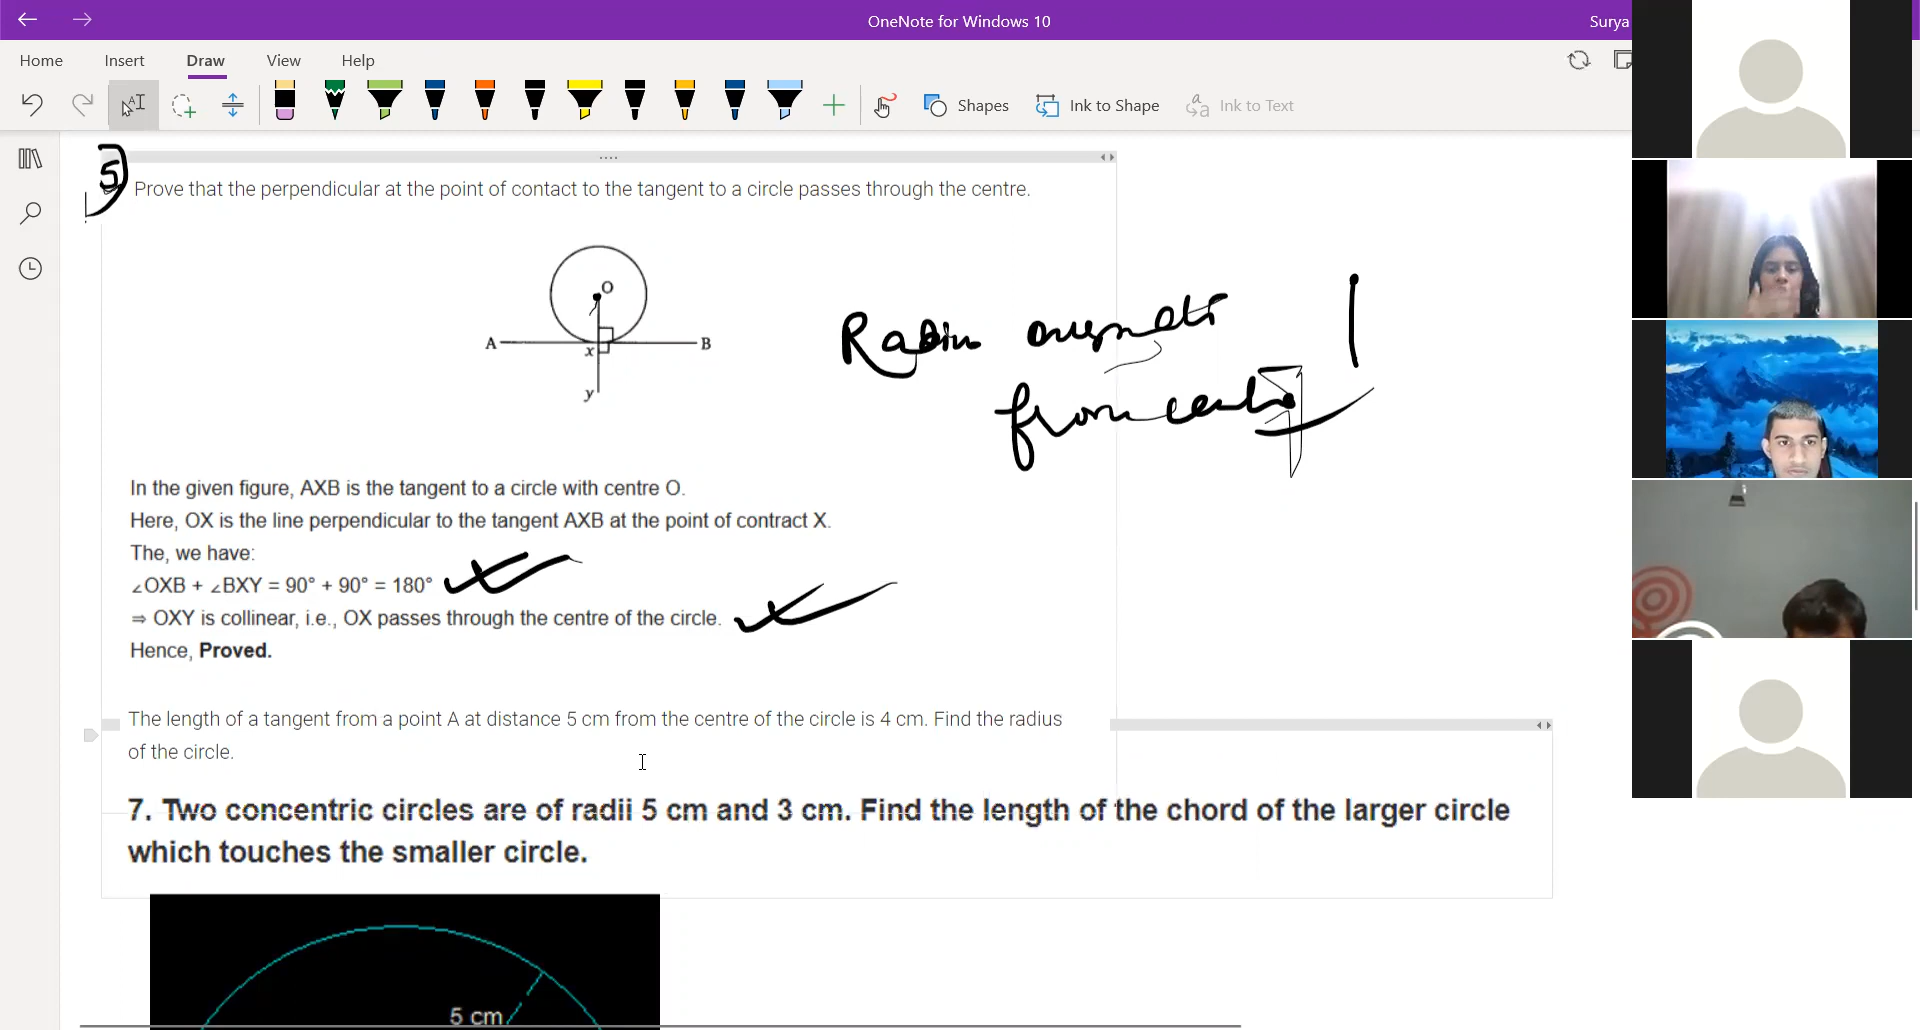 OneNote for Windows 10
Surya
Home Insert Draw View Help
Shapes Ink to Shape Ink to Text
5)
Prove that the perpendicular at the point of contact to the tangent to a circle passes through the centre.
O
A x B
y
from
In the given figure, AXB is the tangent to a circle with centre O.
Here, OX is the line perpendicular to the tangent AXB at the point of contract X.
The, we have:
∠OXB + ∠BXY = 90° + 90° = 180°
⇒ OXY is collinear, i.e., OX passes through the centre of the circle.
Hence, Proved.
The length of a tangent from a point A at distance 5 cm from the centre of the circle is 4 cm. Find the radius
of the circle.
7. Two concentric circles are of radii 5 cm and 3 cm. Find the length of the chord of the larger circle
which touches the smaller circle.
5 cm